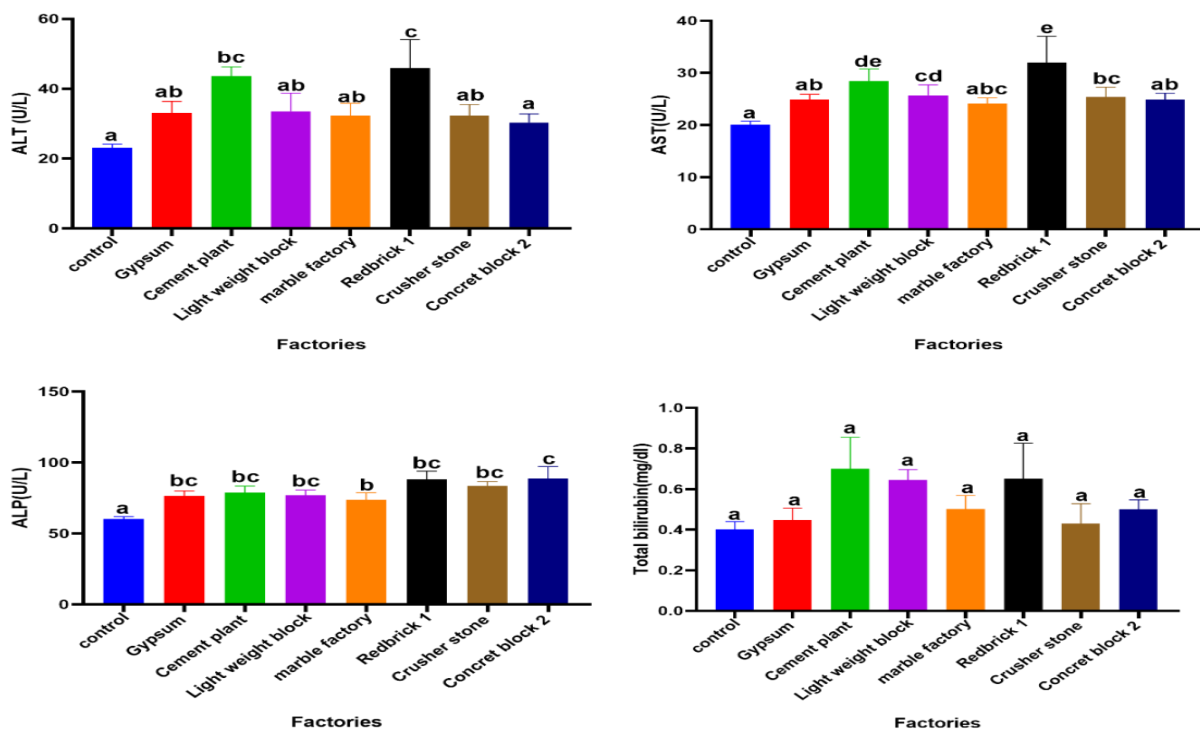 ALT (U/L)
60
40
20
0
a
ab
bc
ab
ab
c
ab
a
control
Gypsum
Cement plant
Light weight block
marble factory
Redbrick 1
Crusher stone
Concret block 2
Factories
AST(U/L)
40
30
20
10
0
a
ab
de
cd
abc
e
bc
ab
control
Gypsum
Cement plant
Light weight block
marble factory
Redbrick 1
Crusher stone
Concret block 2
Factories
ALP(U/L)
150
100
50
0
a
bc
bc
bc
b
bc
bc
c
control
Gypsum
Cement plant
Light weight block
marble factory
Redbrick 1
Crusher stone
Concret block 2
Factories
Total bilirubin(mg/dl)
1.0
0.8
0.6
0.4
0.2
0.0
a
a
a
a
a
a
a
a
control
Gypsum
Cement plant
Light weight block
marble factory
Redbrick 1
Crusher stone
Concret block 2
Factories